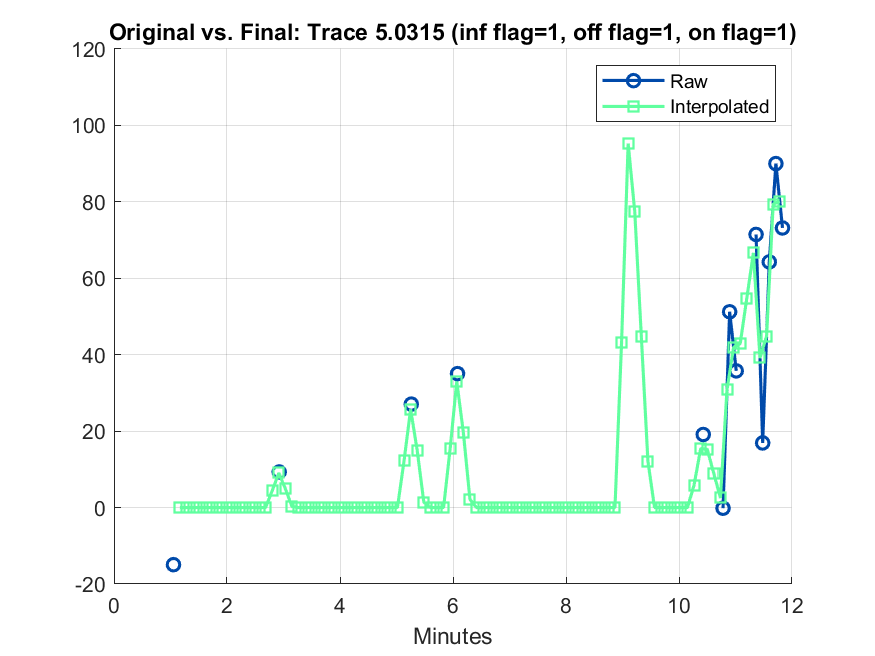 Original vs. Final: Trace 5.0315 (inf flag=1, off flag=1, on flag=1)
120
100
80
60
40
20
0
-20
Raw
Interpolated
0 2 4 6 8 10 12
Minutes